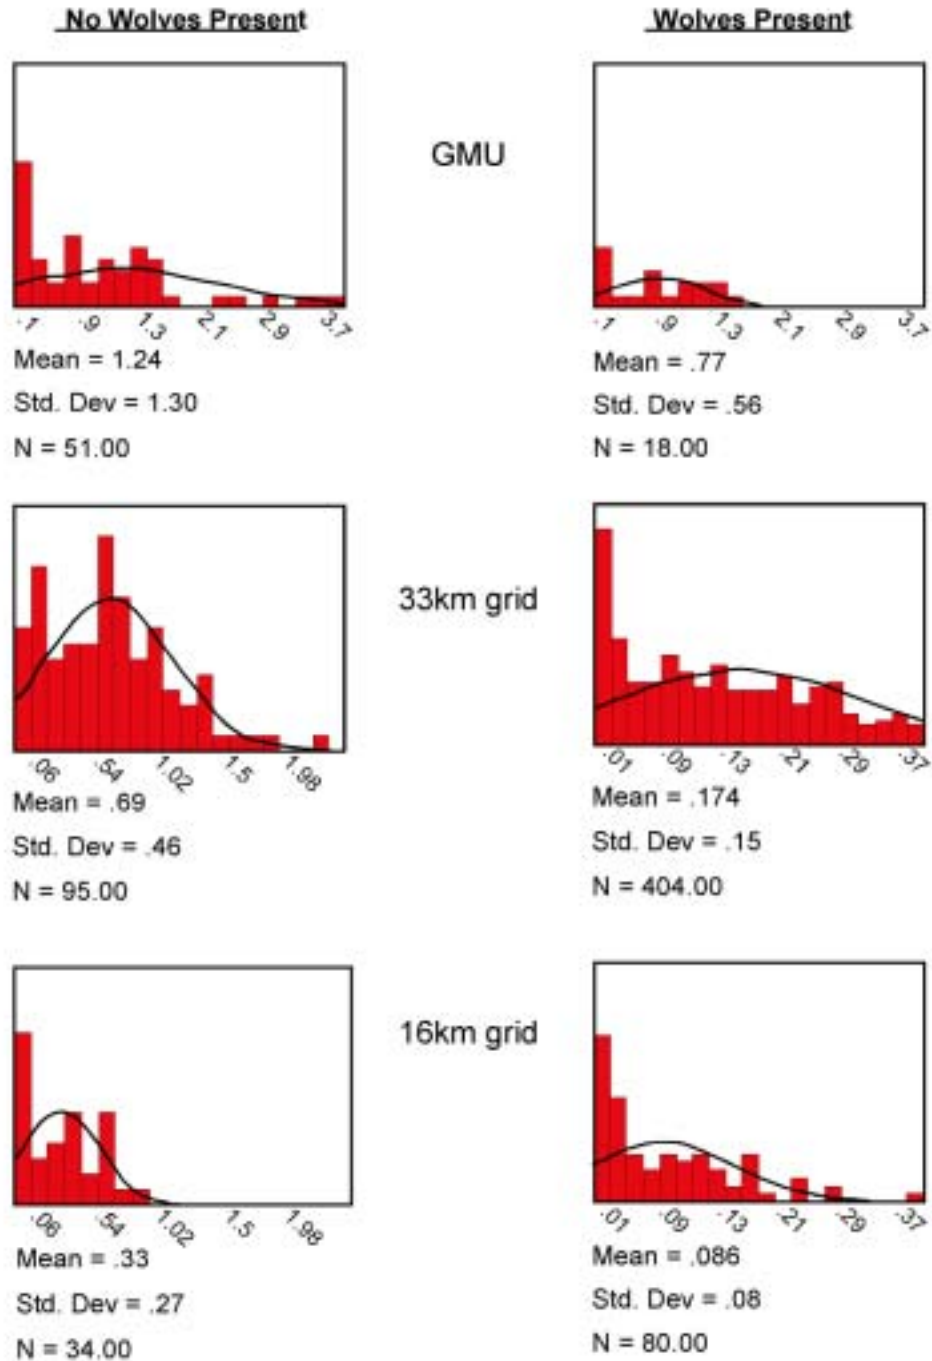 No Wolves Present
Wolves Present
GMU
.1 .9 1.3 2.1 2.9 3.7
Mean = 1.24
Std. Dev = 1.30
N = 51.00
.1 .9 1.3 2.1 2.9 3.7
Mean = .77
Std. Dev = .56
N = 18.00
33km grid
.06 .54 1.02 1.5 1.98
Mean = .69
Std. Dev = .46
N = 95.00
.01 .09 .13 .21 .29 .37
Mean = .174
Std. Dev = .15
N = 404.00
16km grid
.06 .54 1.02 1.5 1.98
Mean = .33
Std. Dev = .27
N = 34.00
.01 .09 .13 .21 .29 .37
Mean = .086
Std. Dev = .08
N = 80.00